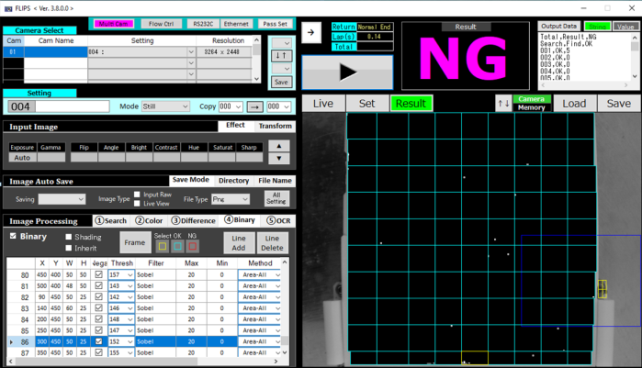 FLIPS < Ver. 3.8.0.0 >
Multi Cam Flow Ctrl RS232C Ethernet Pass Set
Camera Select
Cam Cam Name Setting Resolution
01 004 : 3264 x 2448
↓↑
Save
Setting
004 Mode Still Copy 000 → 000
Input Image Effect Transform
Exposure Gamma Flip Angle Bright Contrast Hue Saturat Sharp
Auto
Image Auto Save Save Mode Directory File Name
Saving Image Type Input Raw Live View File Type Png All Setting
Image Processing ①Search ②Color ③Difference ④Binary ⑤OCR
Binary Shading Inherit Frame Select OK NG Line Add Line Delete
X Y W H Nega Thresh Filter Max Min Method
80 450 400 50 50 157 Sobel 20 0 Area-All
81 500 400 48 50 143 Sobel 20 0 Area-All
82 90 450 50 25 142 Sobel 20 0 Area-All
83 140 450 60 25 146 Sobel 20 0 Area-All
84 200 450 50 25 148 Sobel 20 0 Area-All
85 250 450 50 25 147 Sobel 20 0 Area-All
86 300 450 50 25 152 Sobel 20 0 Area-All
87 350 450 50 25 155 Sobel 20 0 Area-All
Return Normal End
Lap(s) 0.14
Total
Result
NG
Output Data Value
Total.Result.NG
Search.Find.OK
001.OK.5
002.OK.0
003.OK.0
004.OK.0
005.OK.0
Live Set Result ↑↓ Camera Memory Load Save